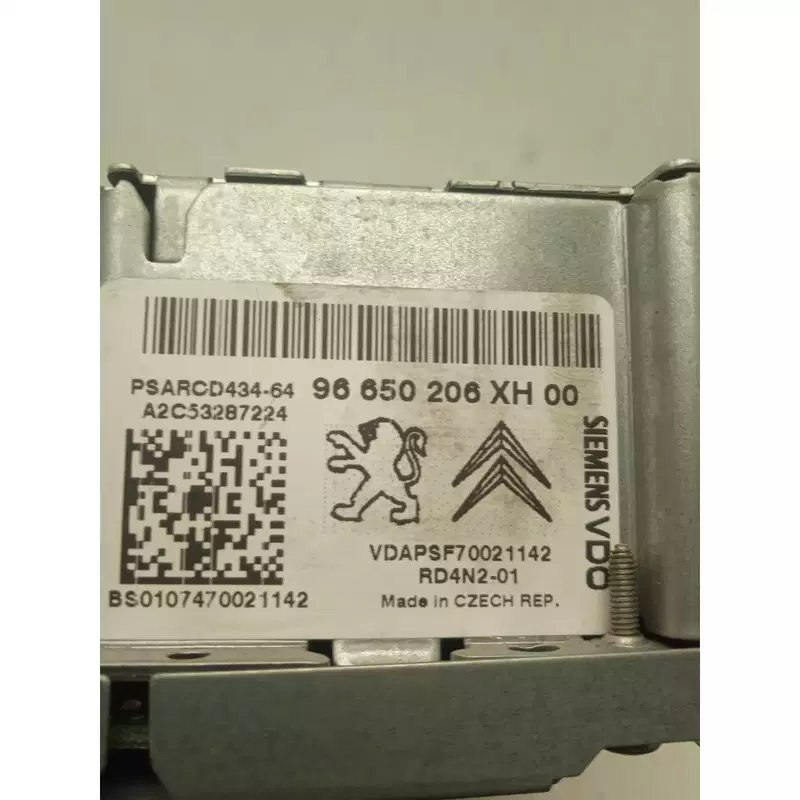 PSARCD434-64 96 650 206 XH 00
A2C53287224
SIEMENS VDO
VDAPSF70021142
RD4N2-01
BS0107470021142
Made in CZECH REP.